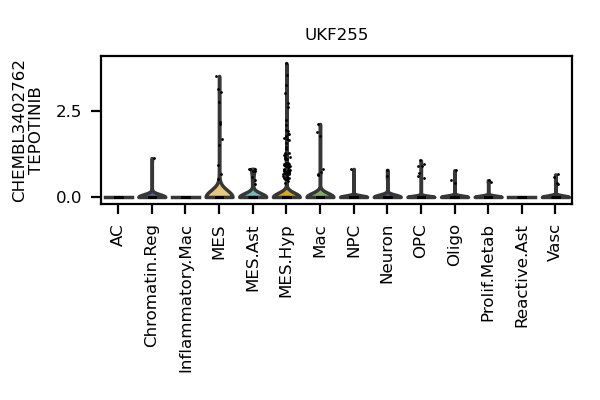 UKF255
CHEMBL3402762
TEPOTINIB
2.5
0.0
AC
Chromatin.Reg
Inflammatory.Mac
MES
MES.Ast
MES.Hyp
Mac
NPC
Neuron
OPC
Oligo
Prolif.Metab
Reactive.Ast
Vasc